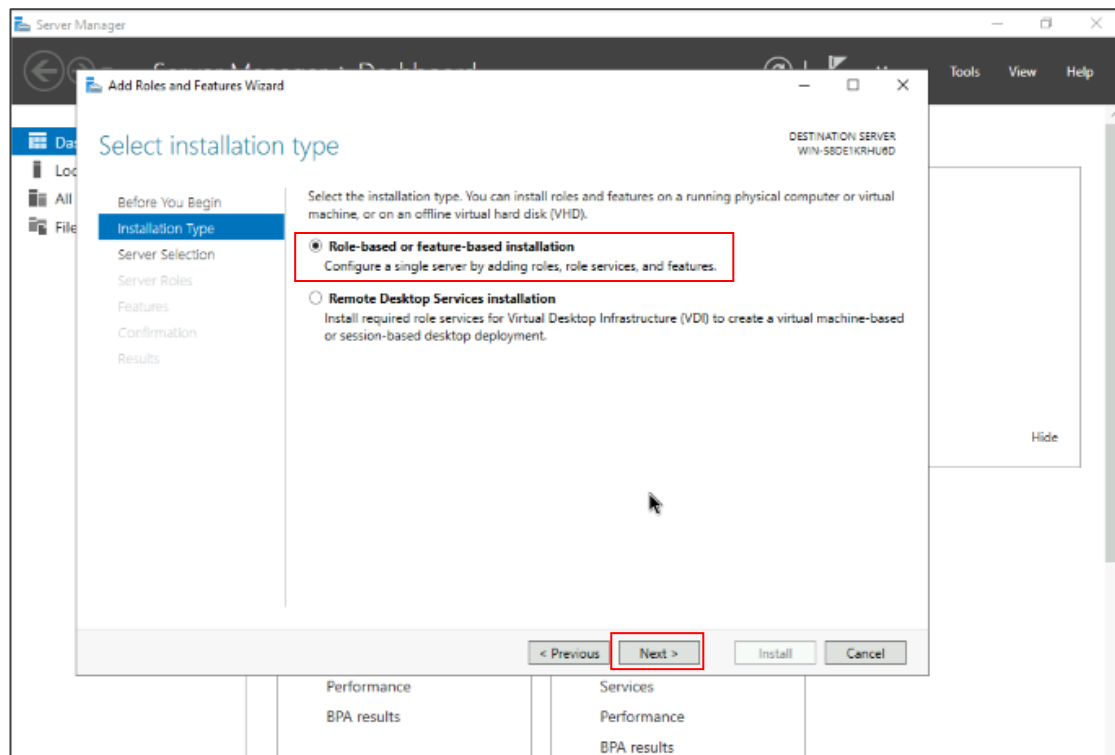 Server Manager
Tools View Help
Add Roles and Features Wizard
Select installation type
DESTINATION SERVER
WIN-58DE1KRHU6D
Before You Begin
Installation Type
Server Selection
Server Roles
Features
Confirmation
Results
Select the installation type. You can install roles and features on a running physical computer or virtual
machine, or on an offline virtual hard disk (VHD).
Role-based or feature-based installation
Configure a single server by adding roles, role services, and features.
Remote Desktop Services installation
Install required role services for Virtual Desktop Infrastructure (VDI) to create a virtual machine-based
or session-based desktop deployment.
Hide
< Previous
Next >
Install
Cancel
Performance
BPA results
Services
Performance
BPA results